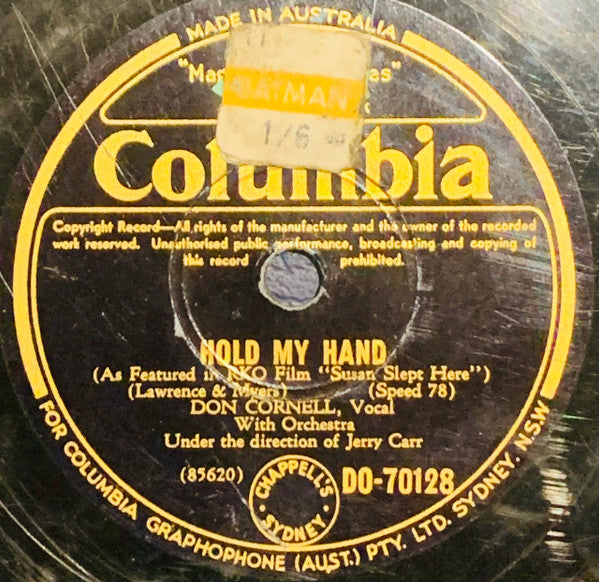 MADE IN AUSTRALIA
BATMAN
1/6
Columbia
Copyright Record—All rights of the manufacturer and the owner of the recorded
work reserved. Unauthorised public performance, broadcasting and copying of
this record prohibited.
HOLD MY HAND
(As Featured in RKO Film "Susan Slept Here")
(Lawrence & Myers) (Speed 78)
DON CORNELL, Vocal
With Orchestra
Under the direction of Jerry Carr
(85620) CHAPPELL'S SYDNEY DO-70128
FOR COLUMBIA GRAPHOPHONE (AUST.) PTY. LTD. SYDNEY. N.S.W